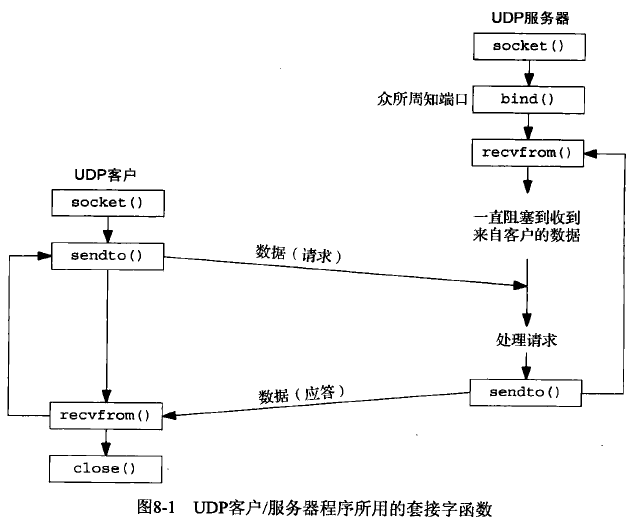 UDP服务器
socket()
众所周知端口
bind()
recvfrom()
一直阻塞到收到
来自客户的数据
UDP客户
socket()
sendto()
数据（请求）
处理请求
sendto()
数据（应答）
recvfrom()
close()
图8-1 UDP客户/服务器程序所用的套接字函数